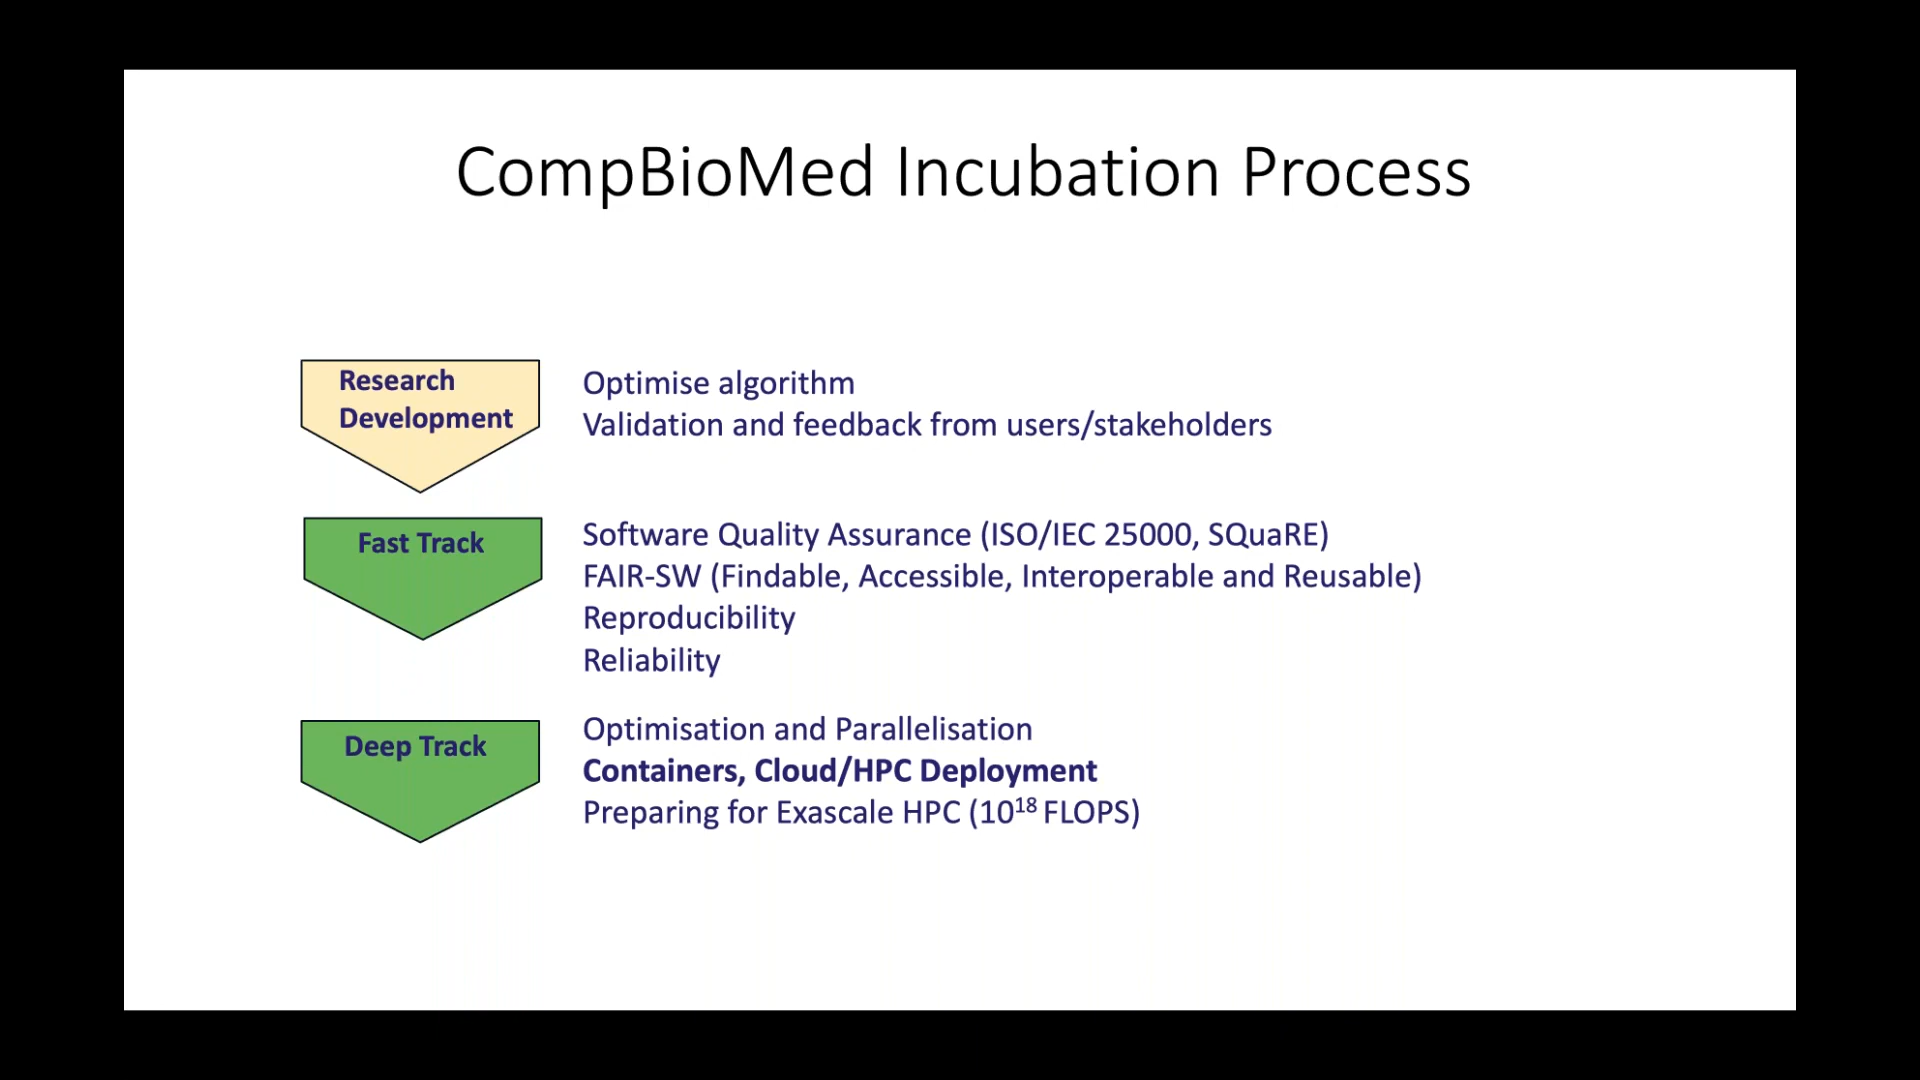 CompBioMed Incubation Process
Research
Development
Optimise algorithm
Validation and feedback from users/stakeholders
Fast Track
Software Quality Assurance (ISO/IEC 25000, SQuaRE)
FAIR-SW (Findable, Accessible, Interoperable and Reusable)
Reproducibility
Reliability
Deep Track
Optimisation and Parallelisation
Containers, Cloud/HPC Deployment
Preparing for Exascale HPC (10¹⁸ FLOPS)